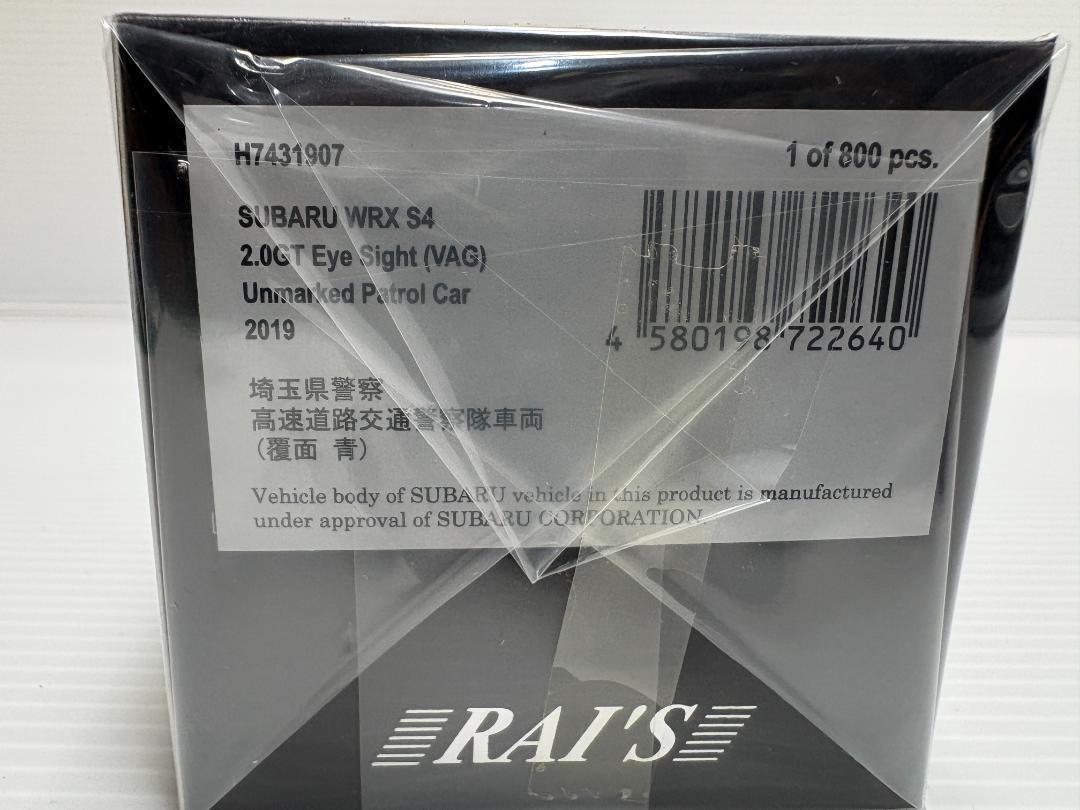 H7431907
1 of 800 pcs.
SUBARU WRX S4
2.0GT Eye Sight (VAG)
Unmarked Patrol Car
2019
4 580198 722640
埼玉県警察
高速道路交通警察隊車両
（覆面 青）
Vehicle body of SUBARU vehicle in this product is manufactured
under approval of SUBARU CORPORATION.
RAI'S